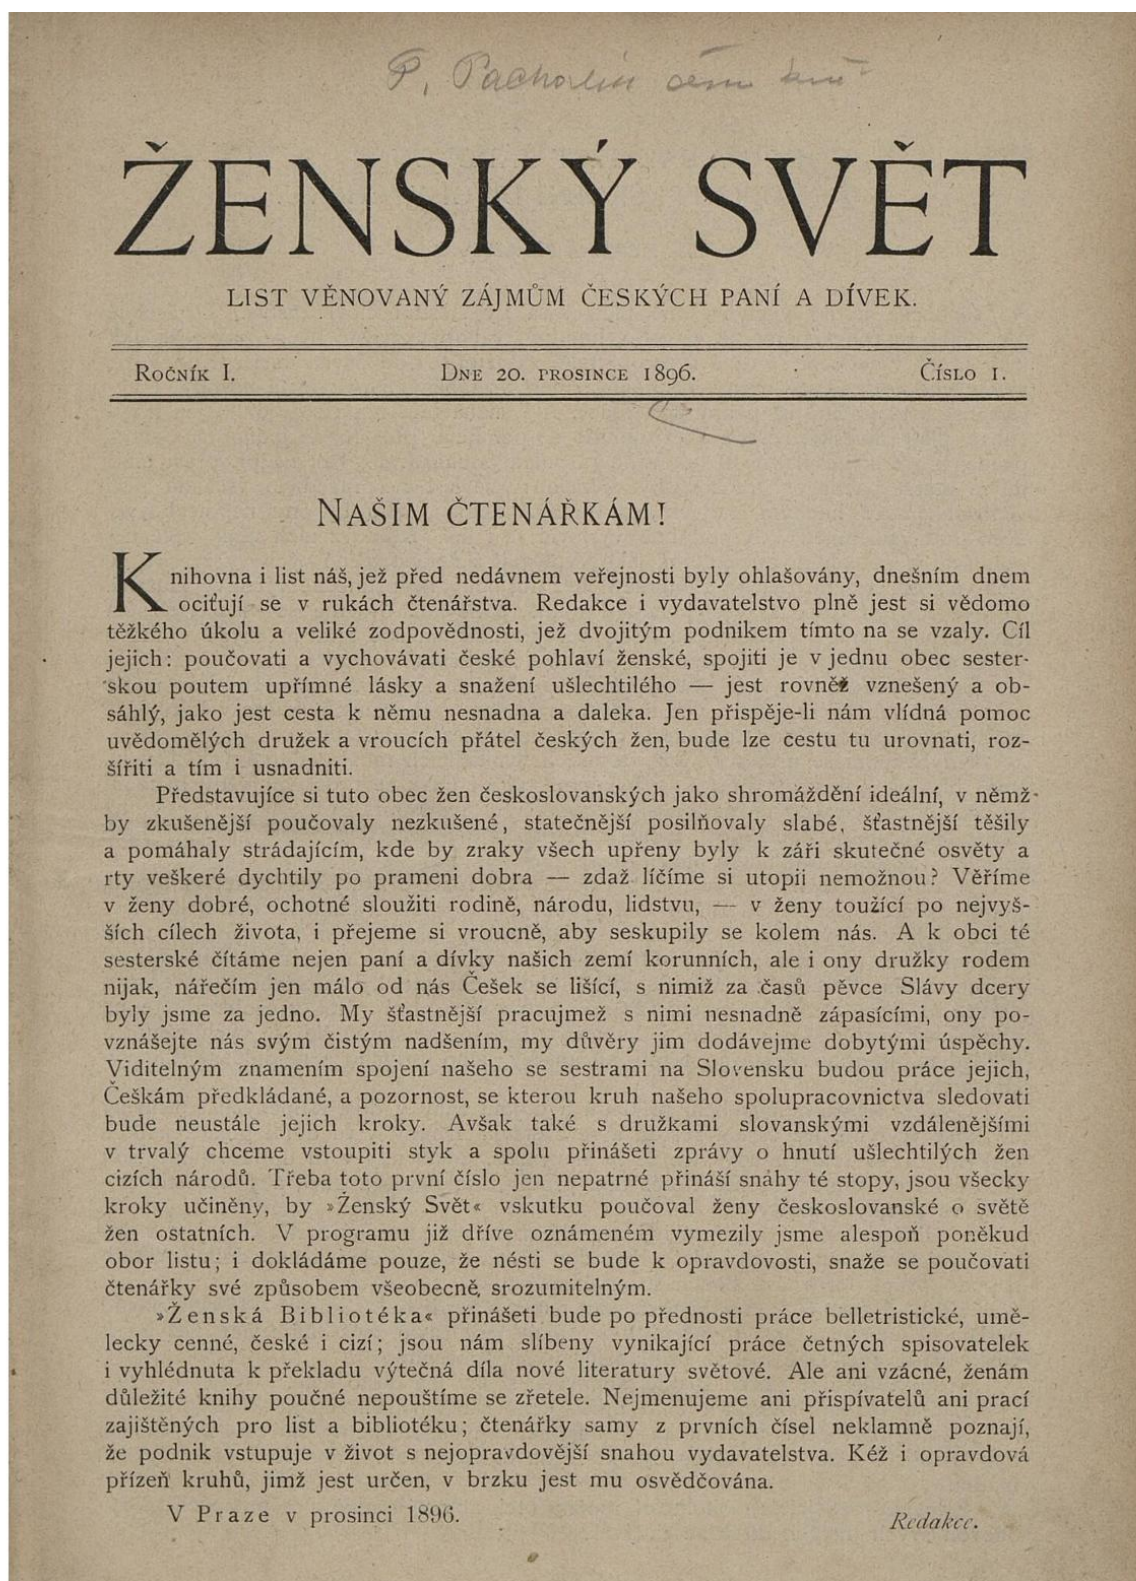 ŽENSKÝ SVĚT
LIST VĚNOVANÝ ZÁJMŮM ČESKÝCH PANÍ A DÍVEK.
Ročník I. Dne 20. prosince 1896. Číslo 1.
Našim čtenářkám!
Knihovna i list náš, jež před nedávnem veřejnosti byly ohlašovány, dnešním dnem
ociťují se v rukách čtenářstva. Redakce i vydavatelstvo plně jest si vědomo
těžkého úkolu a veliké zodpovědnosti, jež dvojitým podnikem tímto na se vzaly. Cíl
jejich: poučovati a vychovávati české pohlaví ženské, spojiti je v jednu obec sester-
skou poutem upřímné lásky a snažení ušlechtilého — jest rovněž vznešený a ob-
sáhlý, jako jest cesta k němu nesnadna a daleka. Jen přispěje-li nám vlídná pomoc
uvědomělých družek a vroucích přátel českých žen, bude lze cestu tu urovnati, roz-
šířiti a tím i usnadniti.
Představujíce si tuto obec žen českoslovanských jako shromáždění ideální, v němž-
by zkušenější poučovaly nezkušené, statečnější posilňovaly slabé, šťastnější těšily
a pomáhaly strádajícím, kde by zraky všech upřeny byly k záři skutečné osvěty a
rty veškeré dychtily po prameni dobra — zdaž líčíme si utopii nemožnou? Věříme
v ženy dobré, ochotné sloužiti rodině, národu, lidstvu, — v ženy toužící po nejvyš-
ších cílech života, i přejeme si vroucně, aby seskupily se kolem nás. A k obci té
sesterské čítáme nejen paní a dívky našich zemí korunních, ale i ony družky rodem
nijak, nářečím jen málo od nás Češek se lišící, s nimiž za časů pěvce Slávy dcery
byly jsme za jedno. My šťastnější pracujmež s nimi nesnadně zápasícími, ony po-
vznášejte nás svým čistým nadšením, my důvěry jim dodávejme dobytými úspěchy.
Viditelným znamením spojení našeho se sestrami na Slovensku budou práce jejich,
Češkám předkládané, a pozornost, se kterou kruh našeho spolupracovnictva sledovati
bude neustále jejich kroky. Avšak také s družkami slovanskými vzdálenějšími
v trvalý chceme vstoupiti styk a spolu přinášeti zprávy o hnutí ušlechtilých žen
cizích národů. Třeba toto první číslo jen nepatrné přináší snahy té stopy, jsou všecky
kroky učiněny, by »Ženský Svět« vskutku poučoval ženy českoslovanské o světě
žen ostatních. V programu již dříve oznámeném vymezily jsme alespoň poněkud
obor listu; i dokládáme pouze, že nésti se bude k opravdovosti, snaže se poučovati
čtenářky své způsobem všeobecně, srozumitelným.
»Ženská Bibliotéka« přinášeti bude po přednosti práce belletristické, umě-
lecky cenné, české i cizí; jsou nám slíbeny vynikající práce četných spisovatelek
i vyhlédnuta k překladu výtečná díla nové literatury světové. Ale ani vzácné, ženám
důležité knihy poučné nepouštíme se zřetele. Nejmenujeme ani přispívatelů ani prací
zajištěných pro list a bibliotéku; čtenářky samy z prvních čísel neklamně poznají,
že podnik vstupuje v život s nejopravdovější snahou vydavatelstva. Kéž i opravdová
přízeň kruhů, jimž jest určen, v brzku jest mu osvědčována.
V Praze v prosinci 1896. Redakce.